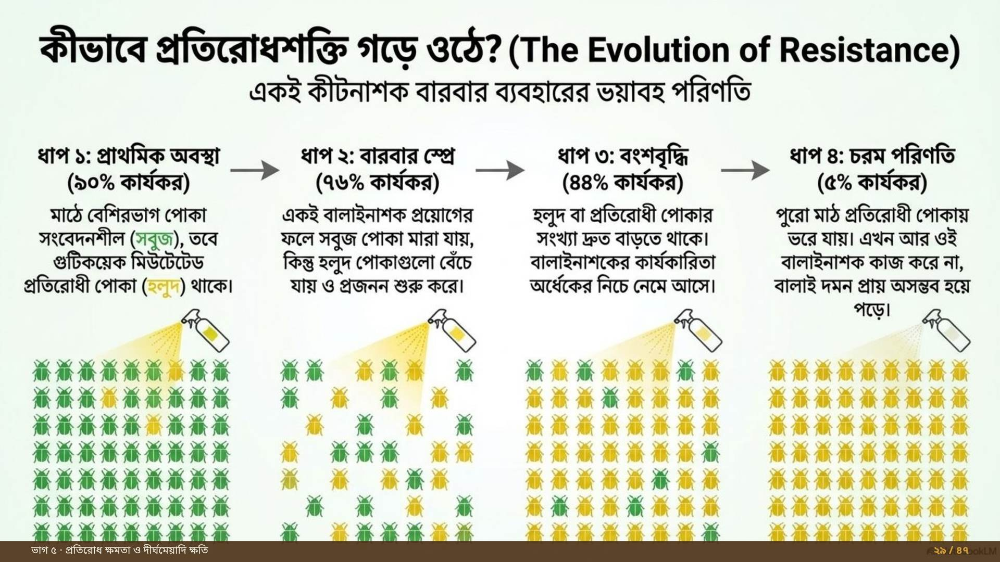 কীভাবে প্রতিরোধশক্তি গড়ে ওঠে? (The Evolution of Resistance)
একই কীটনাশক বারবার ব্যবহারের ভয়াবহ পরিণতি
ধাপ ১: প্রাথমিক অবস্থা
(৯০% কার্যকর)
মাঠে বেশিরভাগ পোকা
সংবেদনশীল (সবুজ), তবে
গুটিকয়েক মিউটেটেড
প্রতিরোধী পোকা (হলুদ) থাকে।
ধাপ ২: বারবার স্প্রে
(৭৬% কার্যকর)
একই বালাইনাশক প্রয়োগের
ফলে সবুজ পোকা মারা যায়,
কিন্তু হলুদ পোকাগুলো বেঁচে
যায় ও প্রজনন শুরু করে।
ধাপ ৩: বংশবৃদ্ধি
(৪৪% কার্যকর)
হলুদ বা প্রতিরোধী পোকার
সংখ্যা দ্রুত বাড়তে থাকে।
বালাইনাশকের কার্যকারিতা
অর্ধেকের নিচে নেমে আসে।
ধাপ ৪: চরম পরিণতি
(৫% কার্যকর)
পুরো মাঠ প্রতিরোধী পোকায়
ভরে যায়। এখন আর ওই
বালাইনাশক কাজ করে না,
বালাই দমন প্রায় অসম্ভব হয়ে
পড়ে।
ভাগ ৫ · প্রতিরোধ ক্ষমতা ও দীর্ঘমেয়াদি ক্ষতি
২৯ / ৪৭